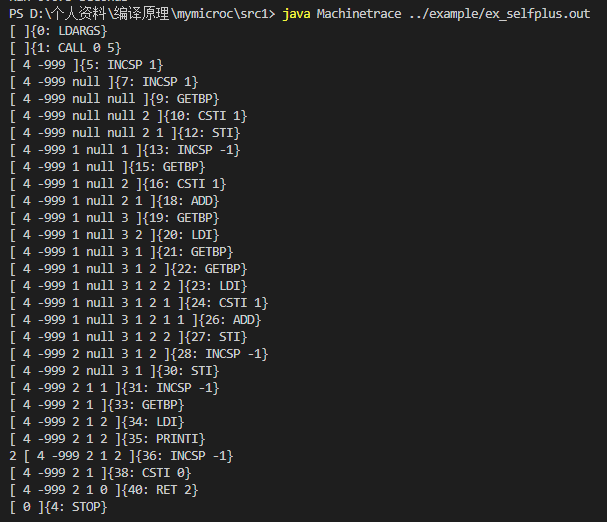 PS D:\个人资料\编译原理\mymicroc\src1> java Machinetrace ../example/ex_selfplus.out
[ ]{0: LDARGS}
[ ]{1: CALL 0 5}
[ 4 -999 ]{5: INCSP 1}
[ 4 -999 null ]{7: INCSP 1}
[ 4 -999 null null ]{9: GETBP}
[ 4 -999 null null 2 ]{10: CSTI 1}
[ 4 -999 null null 2 1 ]{12: STI}
[ 4 -999 1 null 1 ]{13: INCSP -1}
[ 4 -999 1 null ]{15: GETBP}
[ 4 -999 1 null 2 ]{16: CSTI 1}
[ 4 -999 1 null 2 1 ]{18: ADD}
[ 4 -999 1 null 3 ]{19: GETBP}
[ 4 -999 1 null 3 2 ]{20: LDI}
[ 4 -999 1 null 3 1 ]{21: GETBP}
[ 4 -999 1 null 3 1 2 ]{22: GETBP}
[ 4 -999 1 null 3 1 2 2 ]{23: LDI}
[ 4 -999 1 null 3 1 2 1 ]{24: CSTI 1}
[ 4 -999 1 null 3 1 2 1 1 ]{26: ADD}
[ 4 -999 1 null 3 1 2 2 ]{27: STI}
[ 4 -999 2 null 3 1 2 ]{28: INCSP -1}
[ 4 -999 2 null 3 1 ]{30: STI}
[ 4 -999 2 1 1 ]{31: INCSP -1}
[ 4 -999 2 1 ]{33: GETBP}
[ 4 -999 2 1 2 ]{34: LDI}
[ 4 -999 2 1 2 ]{35: PRINTI}
2 [ 4 -999 2 1 2 ]{36: INCSP -1}
[ 4 -999 2 1 ]{38: CSTI 0}
[ 4 -999 2 1 0 ]{40: RET 2}
[ 0 ]{4: STOP}